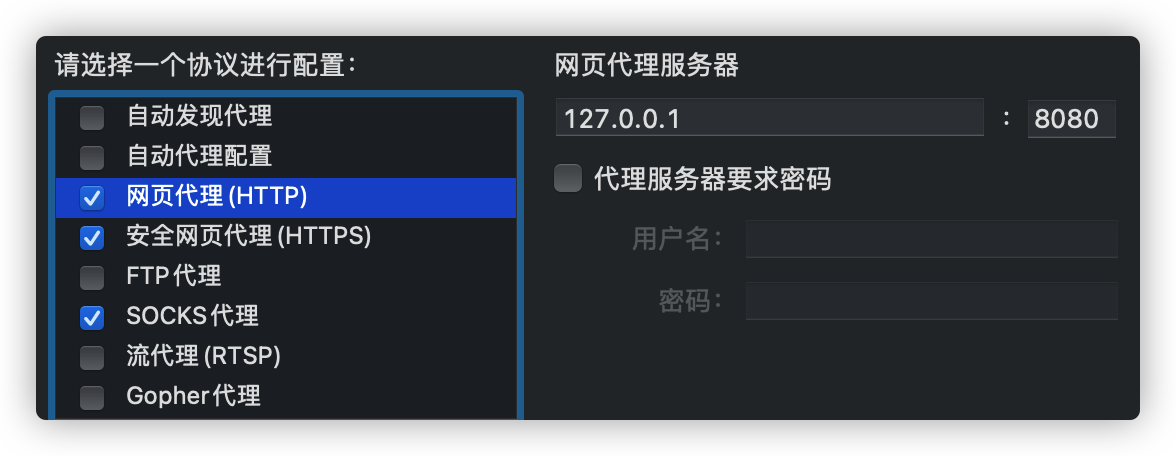 请选择一个协议进行配置：
自动发现代理
自动代理配置
网页代理(HTTP)
安全网页代理(HTTPS)
FTP代理
SOCKS代理
流代理(RTSP)
Gopher代理
网页代理服务器
127.0.0.1 : 8080
代理服务器要求密码
用户名：
密码：